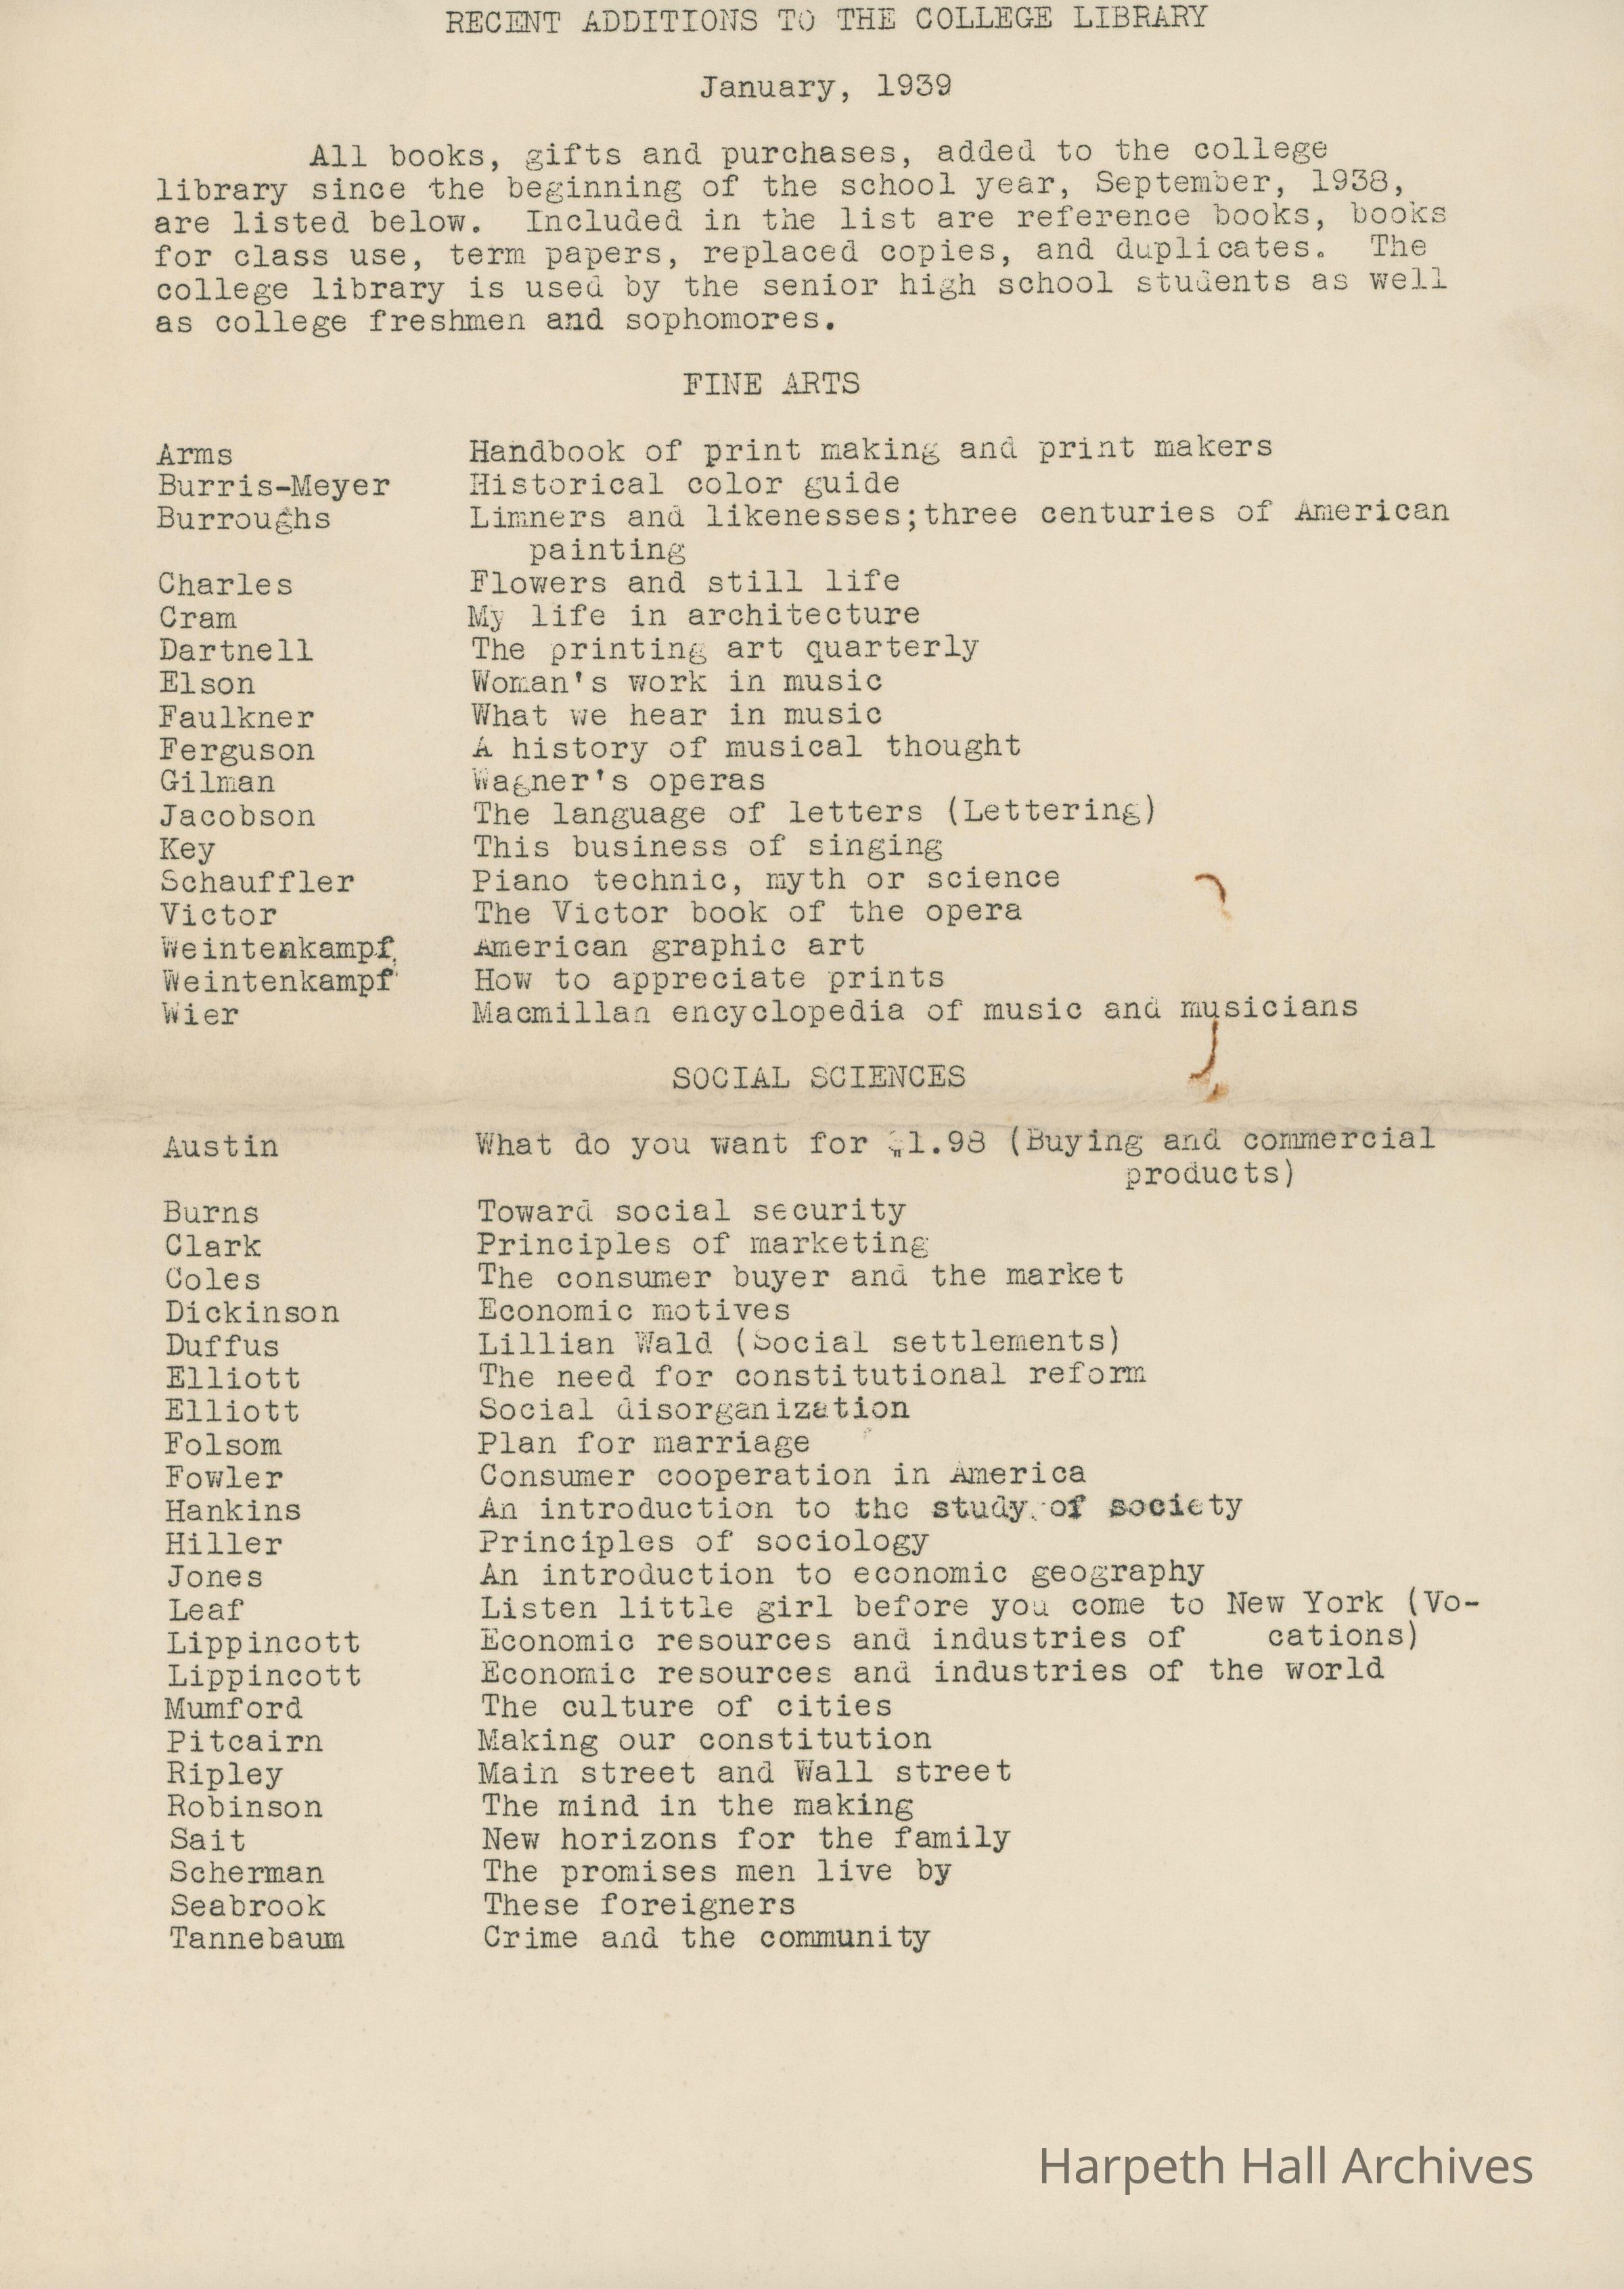 RECENT ADDITIONS TO THE COLLEGE LIBRARY
January, 1939
All books, gifts and purchases, added to the college
library since the beginning of the school year, September, 1938,
are listed below. Included in the list are reference books, books
for class use, term papers, replaced copies, and duplicates. The
college library is used by the senior high school students as well
as college freshmen and sophomores.
FINE ARTS
Arms Handbook of print making and print makers
Burris-Meyer Historical color guide
Burroughs Limners and likenesses;three centuries of American
painting
Charles Flowers and still life
Cram My life in architecture
Dartnell The printing art quarterly
Elson Woman's work in music
Faulkner What we hear in music
Ferguson A history of musical thought
Gilman Wagner's operas
Jacobson The language of letters (Lettering)
Key This business of singing
Schauffler Piano technic, myth or science
Victor The Victor book of the opera
Weintenkampf, American graphic art
Weintenkampf How to appreciate prints
Wier Macmillan encyclopedia of music and musicians
SOCIAL SCIENCES
Austin What do you want for $1.98 (Buying and commercial
products)
Burns Toward social security
Clark Principles of marketing
Coles The consumer buyer and the market
Dickinson Economic motives
Duffus Lillian Wald (Social settlements)
Elliott The need for constitutional reform
Elliott Social disorganization
Folsom Plan for marriage
Fowler Consumer cooperation in America
Hankins An introduction to the study of society
Hiller Principles of sociology
Jones An introduction to economic geography
Leaf Listen little girl before you come to New York (Vo-
Lippincott Economic resources and industries of cations)
Lippincott Economic resources and industries of the world
Mumford The culture of cities
Pitcairn Making our constitution
Ripley Main street and Wall street
Robinson The mind in the making
Sait New horizons for the family
Scherman The promises men live by
Seabrook These foreigners
Tannebaum Crime and the community
Harpeth Hall Archives